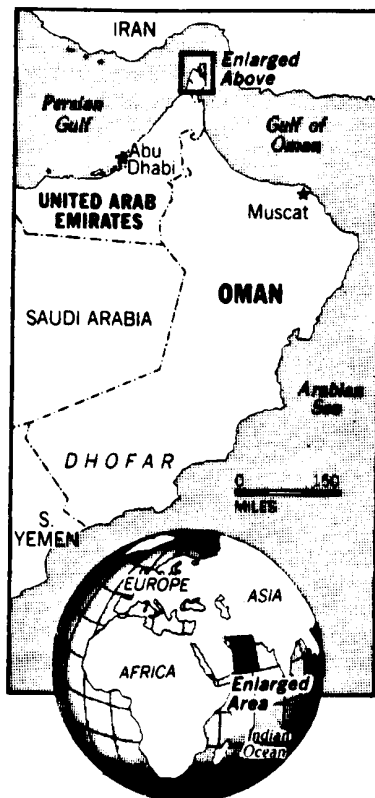 IRAN
Enlarged
Above
Persian
Gulf
Gulf of
Oman
Abu
Dhabi
UNITED ARAB
EMIRATES
Muscat
OMAN
SAUDI ARABIA
Arabian
Sea
DHOFAR
0 150
MILES
S.
YEMEN
EUROPE
ASIA
AFRICA
Enlarged
Area
Indian
Ocean